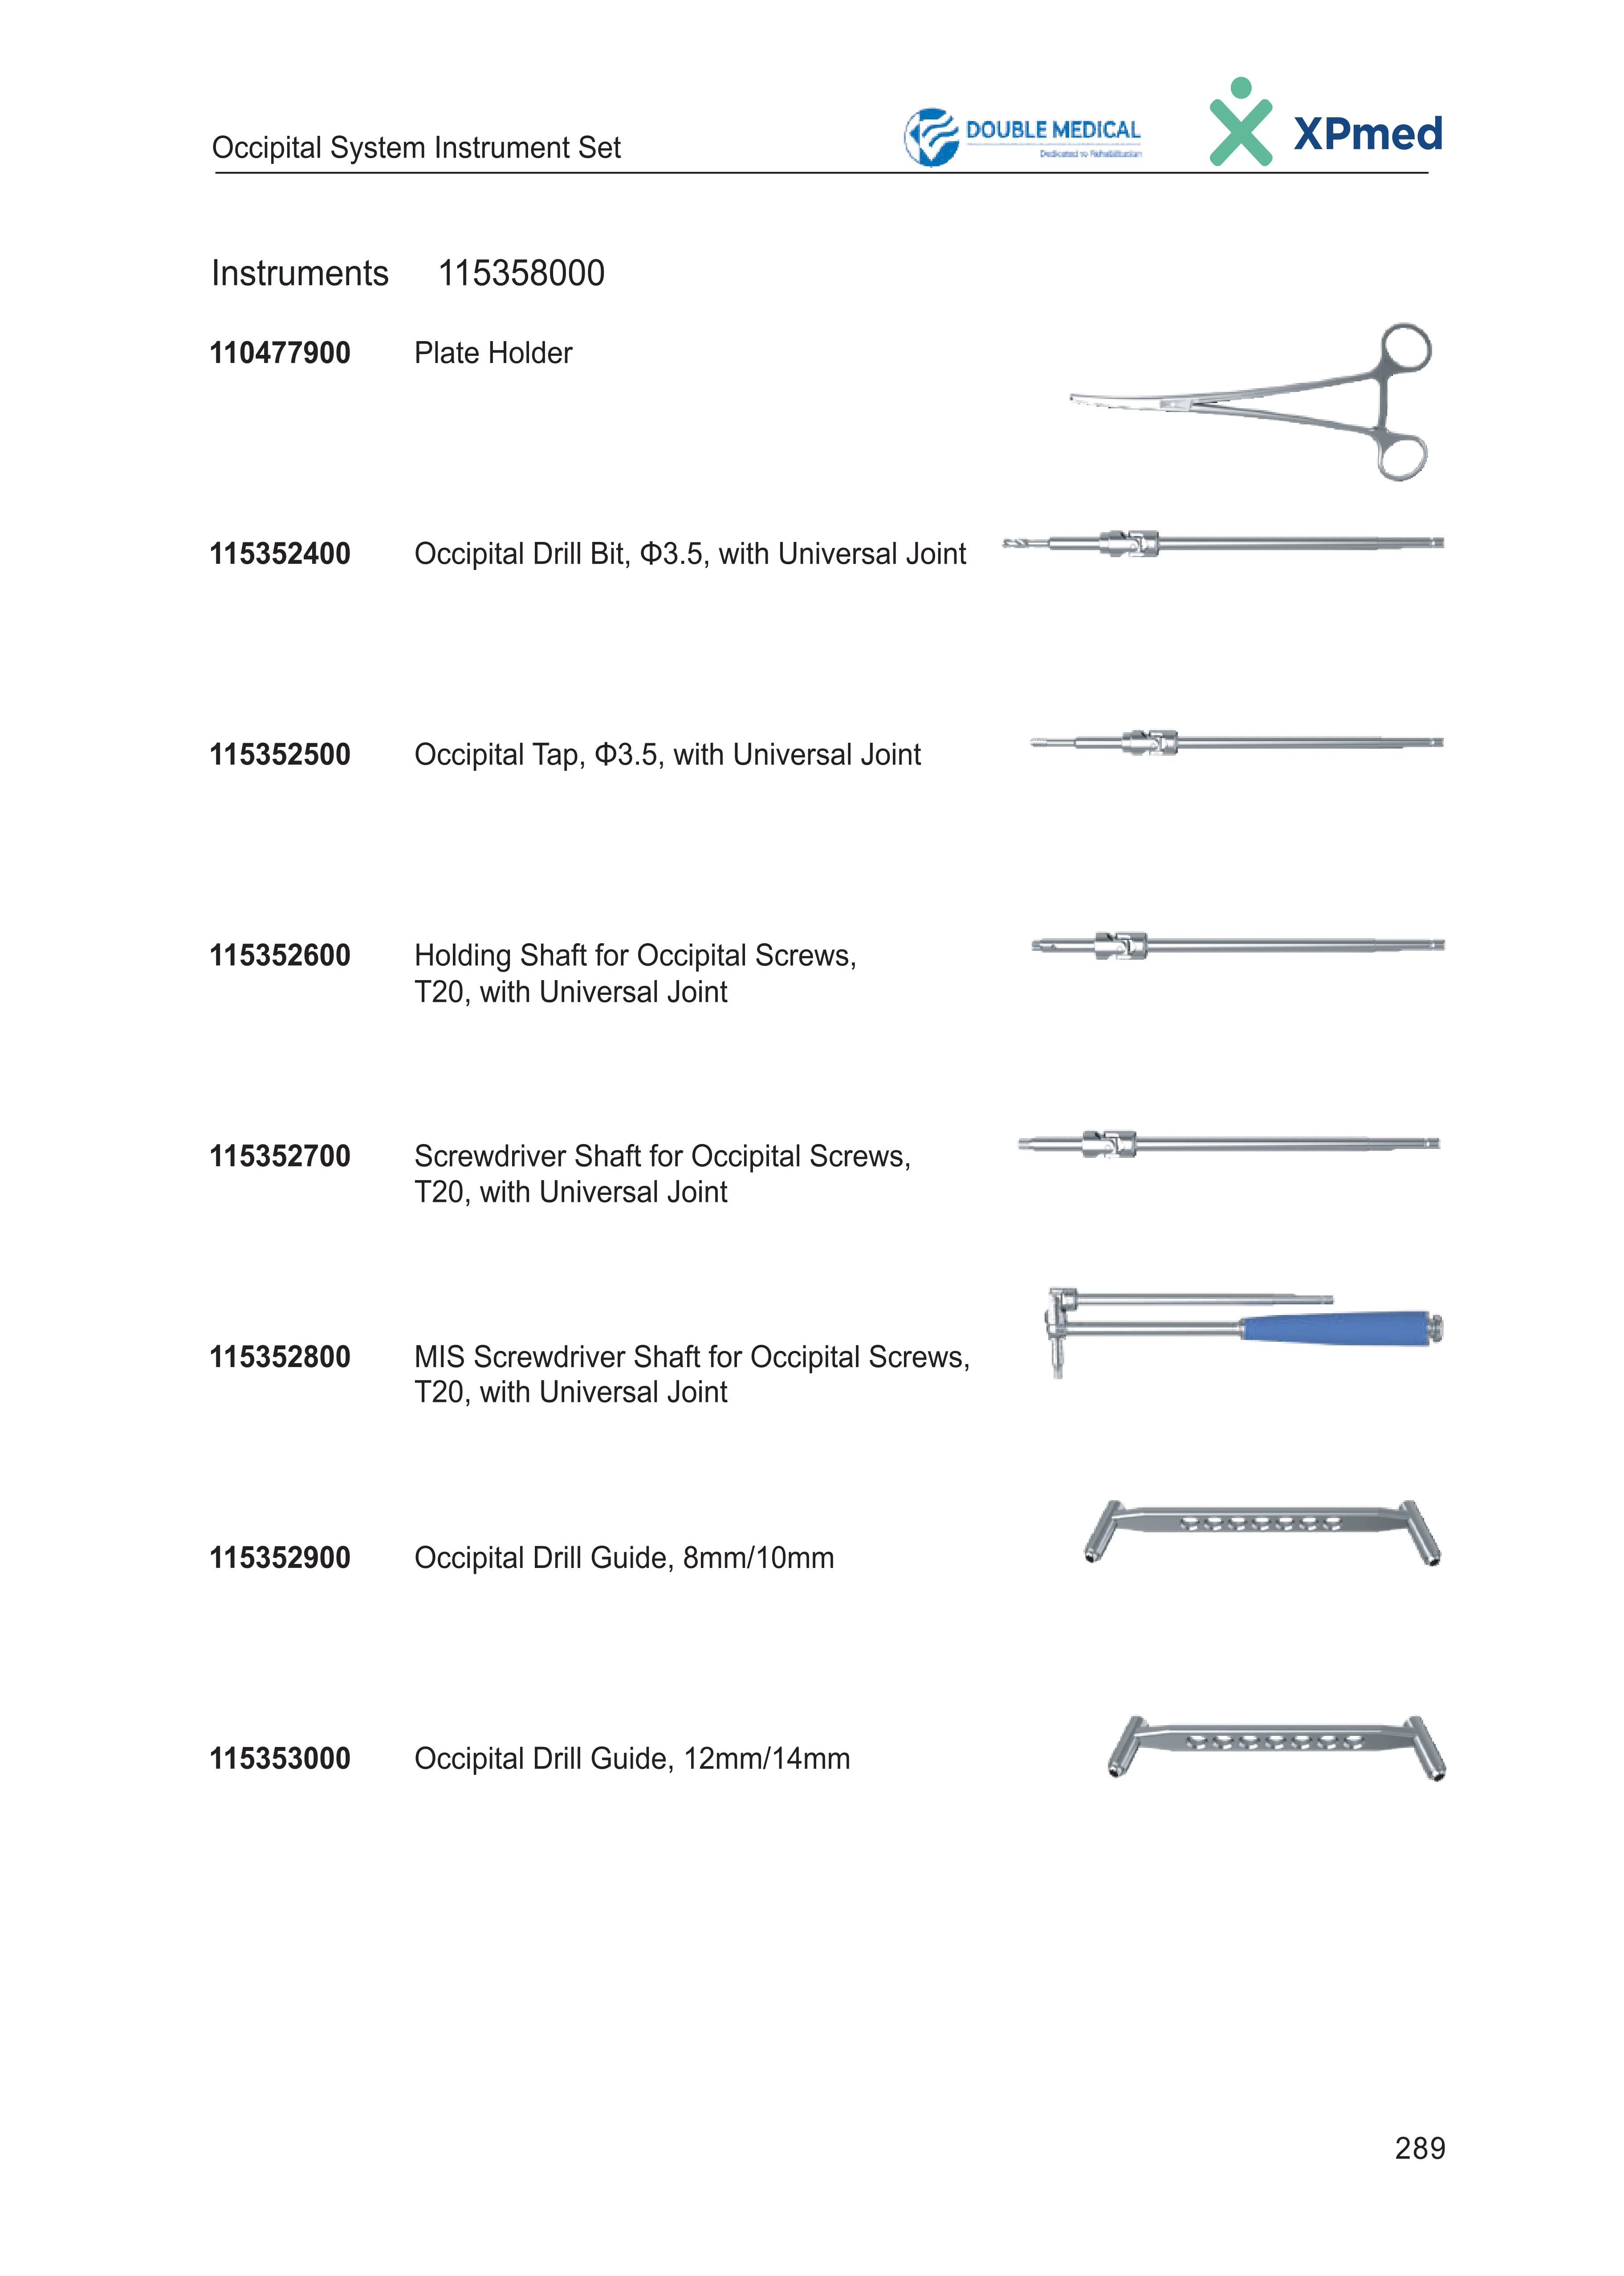 Occipital System Instrument Set
DOUBLE MEDICAL
Dedicated to Rehabilitation
XPmed
Instruments 115358000
110477900 Plate Holder
115352400 Occipital Drill Bit, Φ3.5, with Universal Joint
115352500 Occipital Tap, Φ3.5, with Universal Joint
115352600 Holding Shaft for Occipital Screws,
T20, with Universal Joint
115352700 Screwdriver Shaft for Occipital Screws,
T20, with Universal Joint
115352800 MIS Screwdriver Shaft for Occipital Screws,
T20, with Universal Joint
115352900 Occipital Drill Guide, 8mm/10mm
115353000 Occipital Drill Guide, 12mm/14mm
289